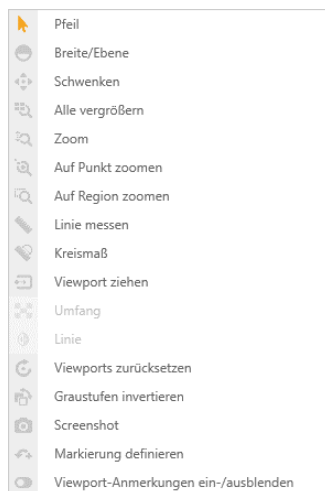 Pfeil
Breite/Ebene
Schwenken
Alle vergrößern
Zoom
Auf Punkt zoomen
Auf Region zoomen
Linie messen
Kreismaß
Viewport ziehen
Umfang
Linie
Viewports zurücksetzen
Graustufen invertieren
Screenshot
Markierung definieren
Viewport-Anmerkungen ein-/ausblenden